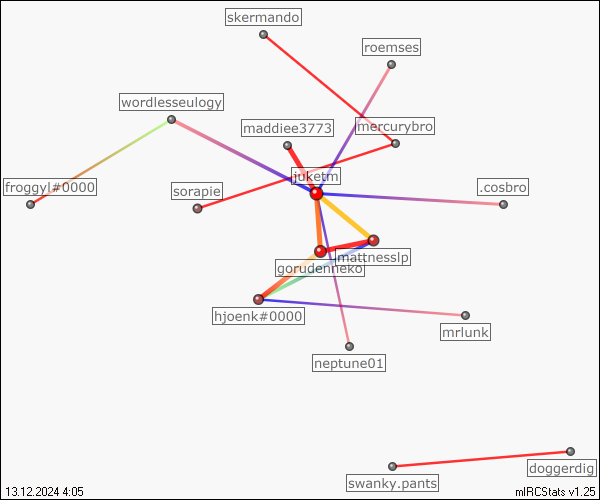 skermando
roemses
wordlesseulogy
maddiee3773
mercurybro
juketm
froggyl#0000
sorapie
.cosbro
mattnesslp
gorudenneko
hjoenk#0000
mrlunk
neptune01
doggerdig
swanky.pants
13.12.2024 4:05
mIRCStats v1.25